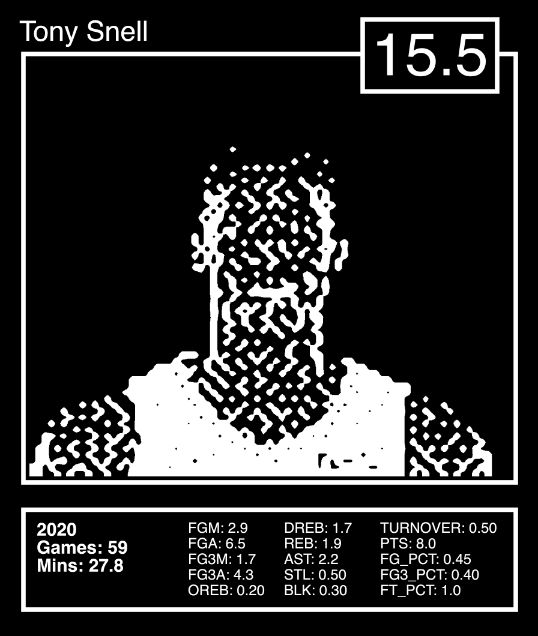 Tony Snell
15.5
2020
Games: 59
Mins: 27.8
FGM: 2.9
FGA: 6.5
FG3M: 1.7
FG3A: 4.3
OREB: 0.20
DREB: 1.7
REB: 1.9
AST: 2.2
STL: 0.50
BLK: 0.30
TURNOVER: 0.50
PTS: 8.0
FG_PCT: 0.45
FG3_PCT: 0.40
FT_PCT: 1.0